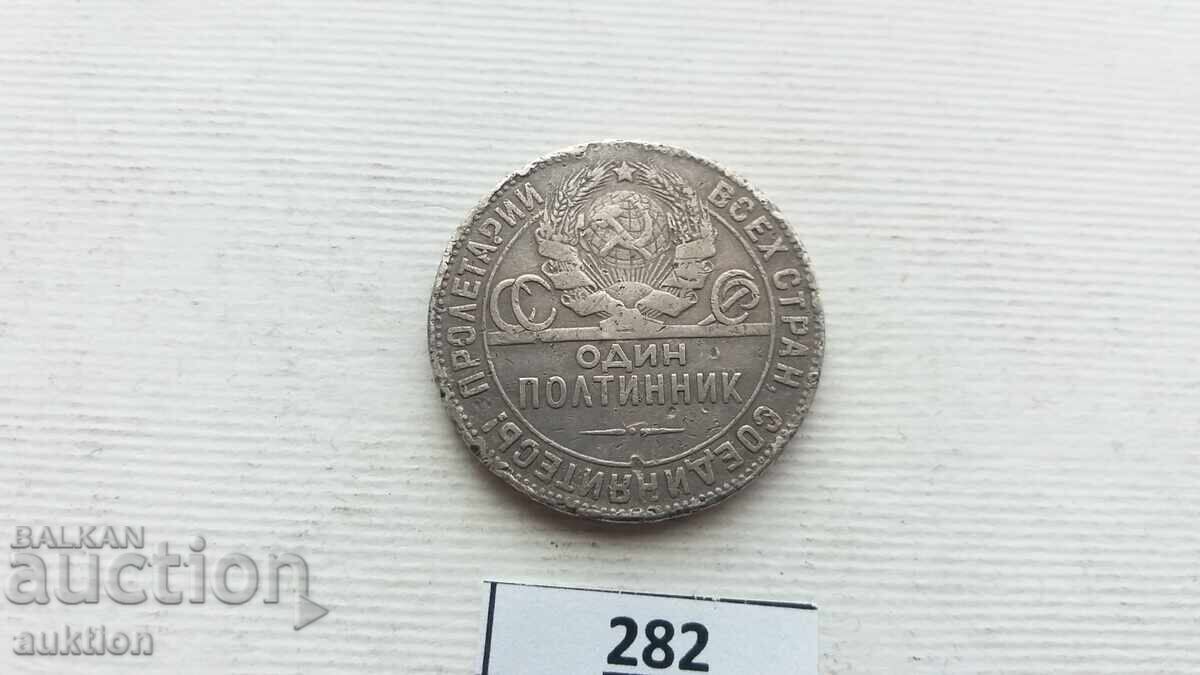 ПРОЛЕТАРИИ ВСЕХ СТРАН, СОЕДИНЯЙТЕСЬ!
СС СР
ОДИН
ПОЛТИННИК
282
BALKAN
auction
auktion